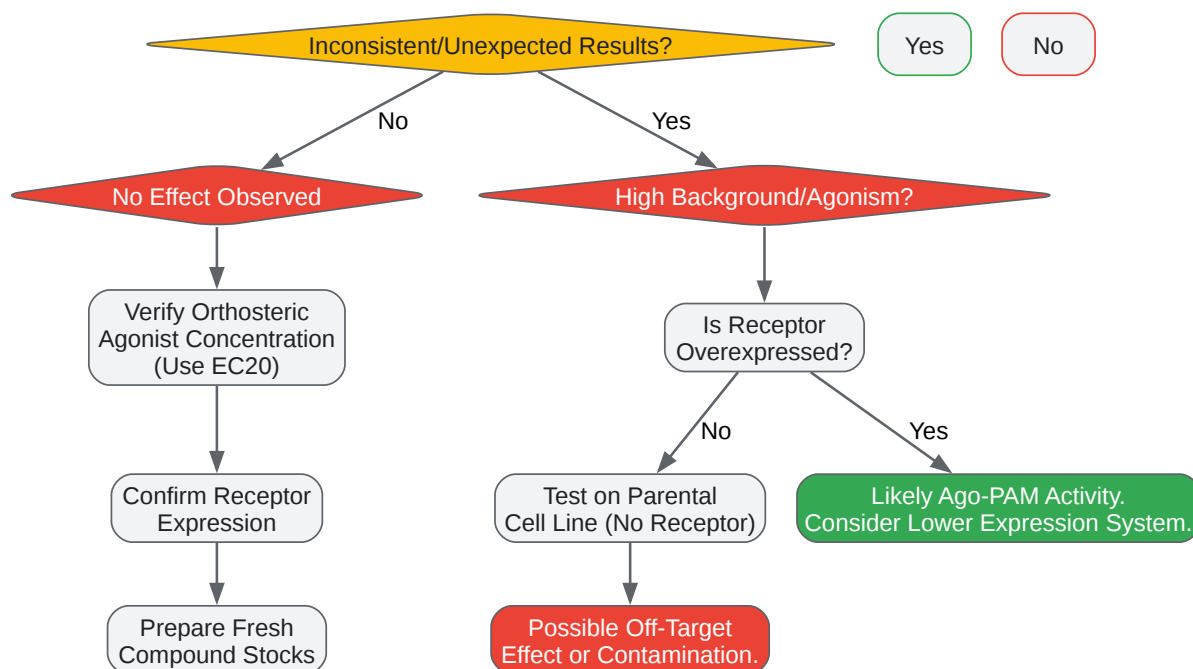 Inconsistent/Unexpected Results?
Yes
No
No
Yes
No Effect Observed
High Background/Agonism?
Verify Orthosteric
Agonist Concentration
(Use EC20)
Is Receptor
Overexpressed?
No
Yes
Confirm Receptor
Expression
Test on Parental
Cell Line (No Receptor)
Likely Ago-PAM Activity.
Consider Lower Expression System.
Prepare Fresh
Compound Stocks
Possible Off-Target
Effect or Contamination.